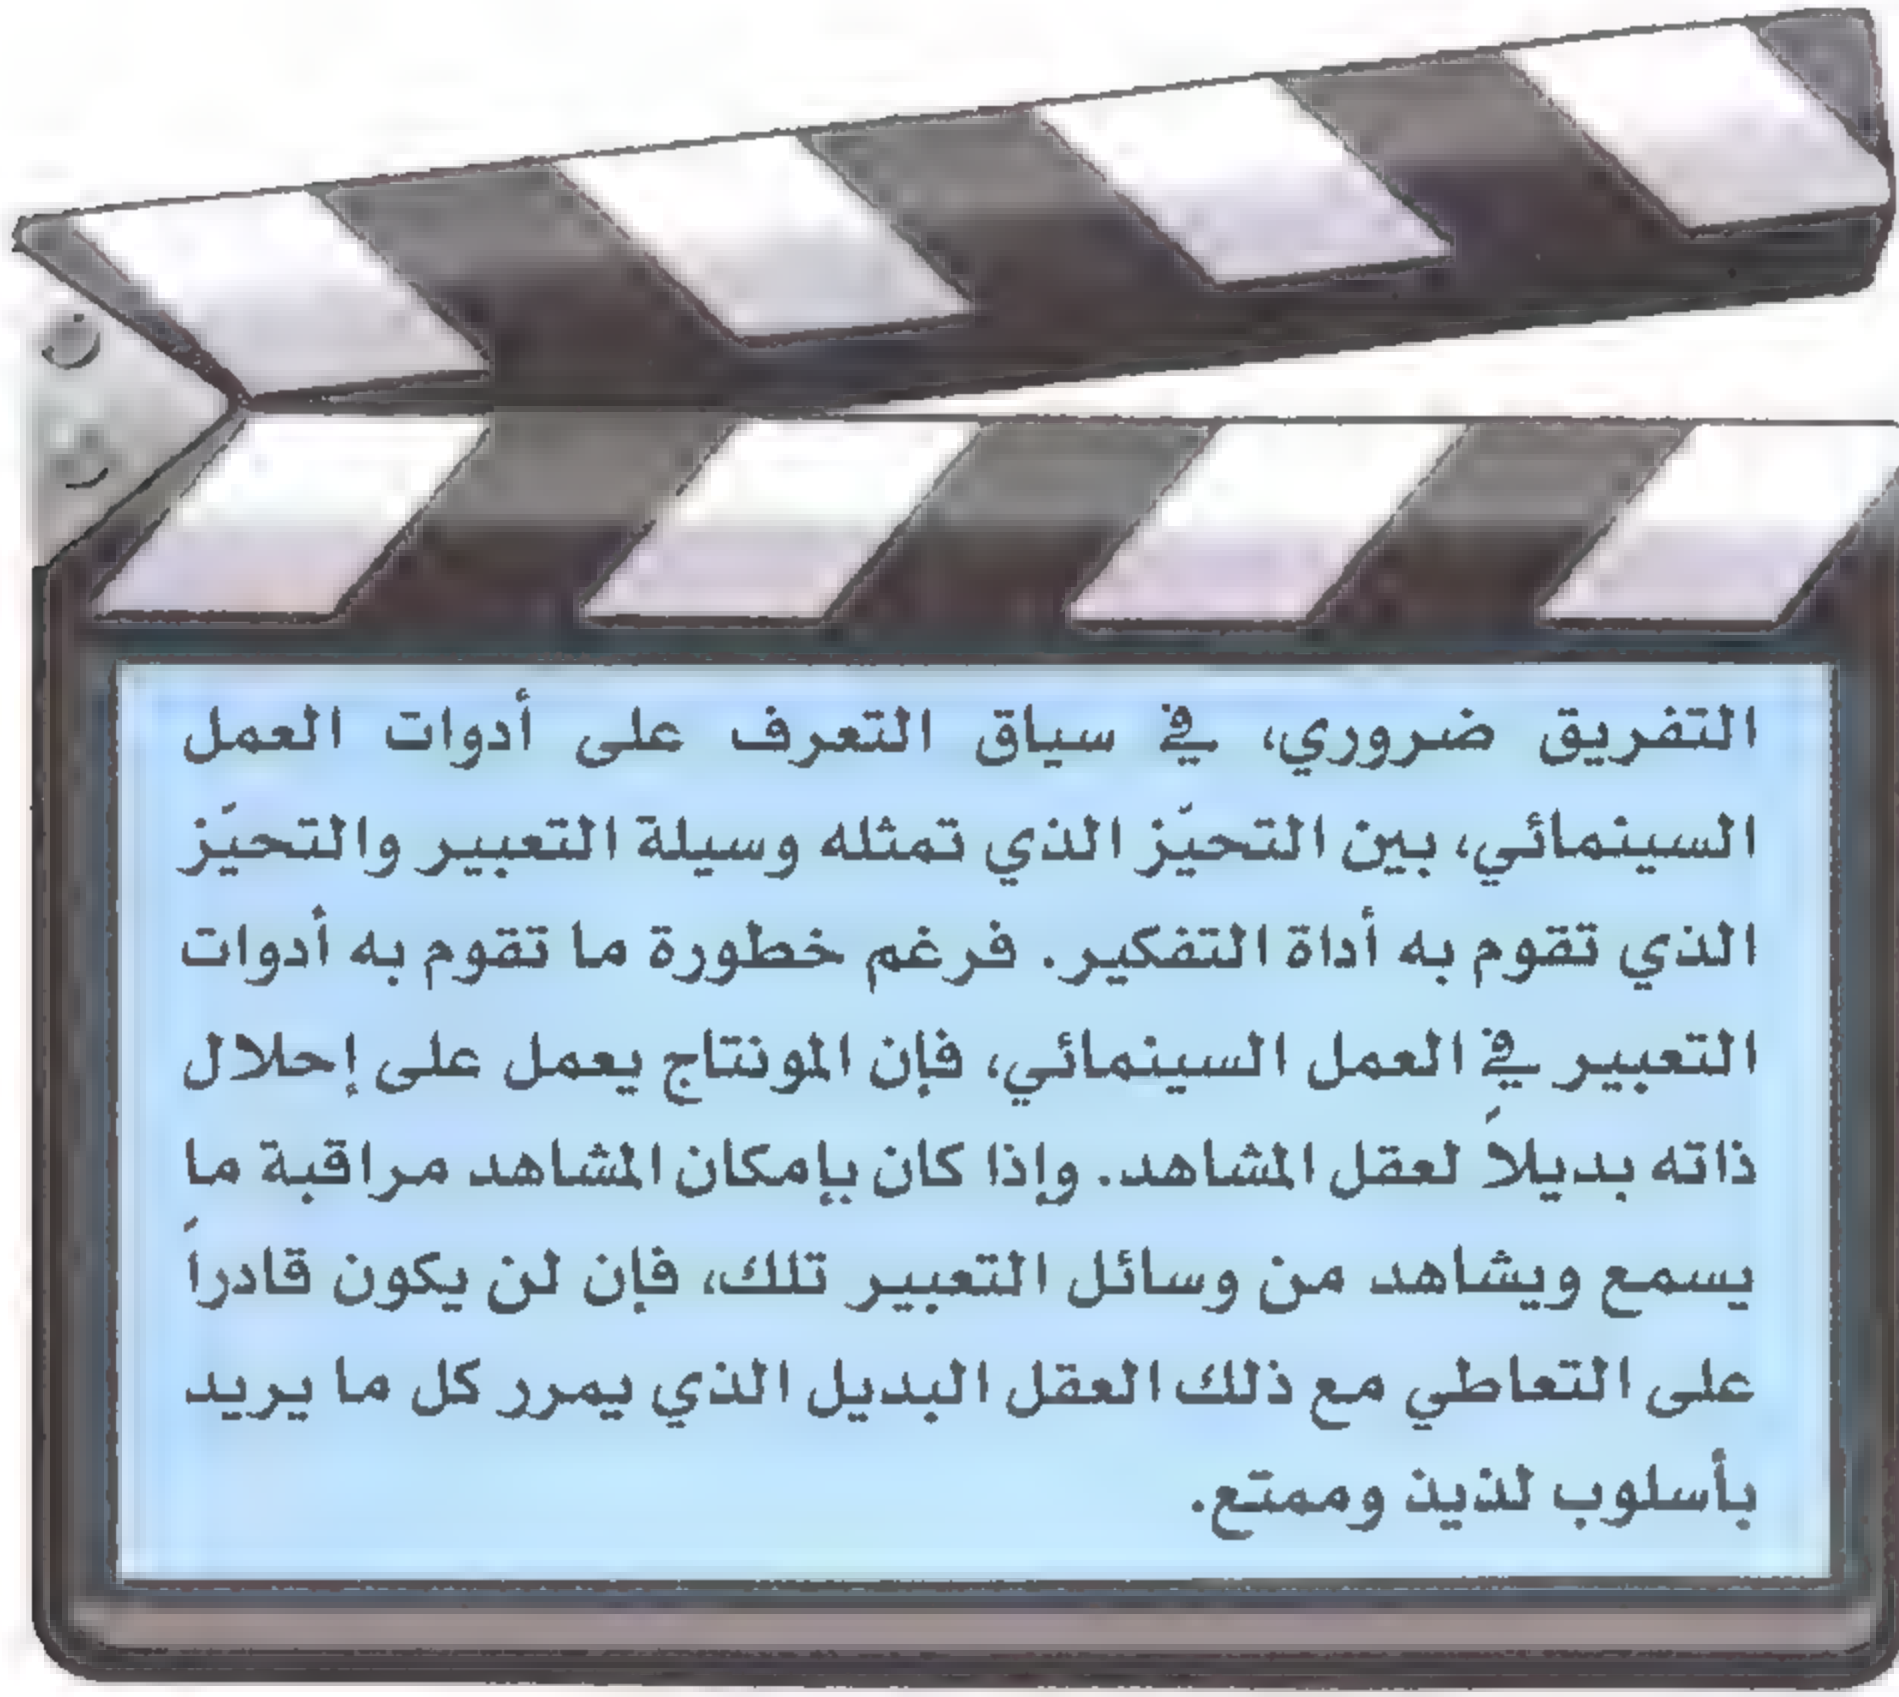 التفريق ضروري، في سياق التعرف على أدوات العمل
السينمائي، بين التحيّز الذي تمثله وسيلة التعبير والتحيّز
الذي تقوم به أداة التفكير. فرغم خطورة ما تقوم به أدوات
التعبير في العمل السينمائي، فإن المونتاج يعمل على إحلال
ذاته بديلاً لعقل المشاهد. وإذا كان بإمكان المشاهد مراقبة ما
يسمع ويشاهد من وسائل التعبير تلك، فإن لن يكون قادراً
على التعاطي مع ذلك العقل البديل الذي يمرر كل ما يريد
بأسلوب لذيذ وممتع.